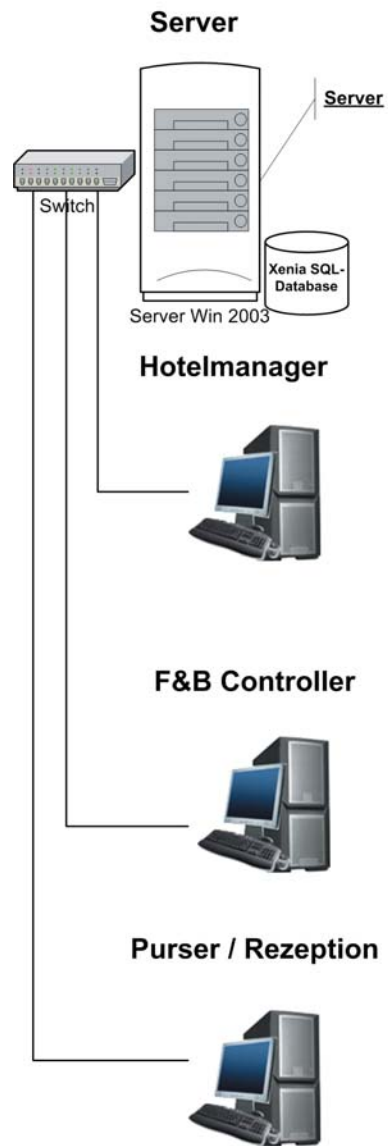 Server
Server
Switch
Xenia SQL-
Database
Server Win 2003
Hotelmanager
F&B Controller
Purser / Rezeption